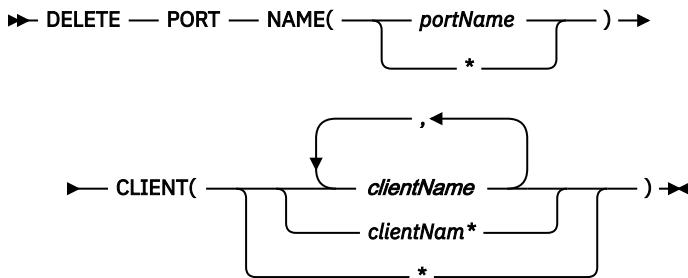 DELETE PORT NAME( portName )
*
,
CLIENT( clientName )
clientNam*
*